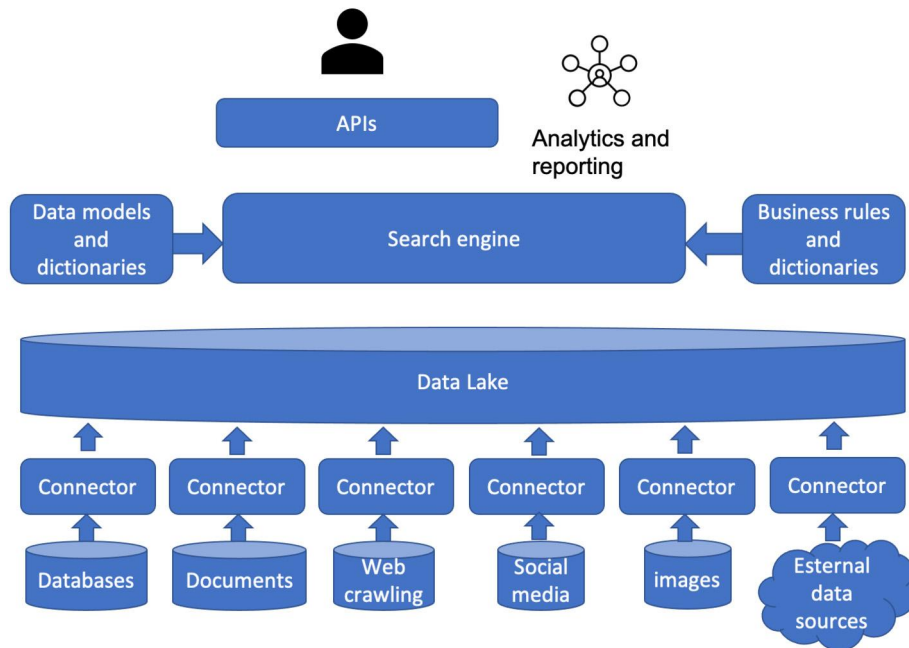 APIs
Analytics and
reporting
Data models
and
dictionaries
Search engine
Business rules
and
dictionaries
Data Lake
Connector
Connector
Connector
Connector
Connector
Connector
Databases
Documents
Web
crawling
Social
media
images
Esternal
data
sources